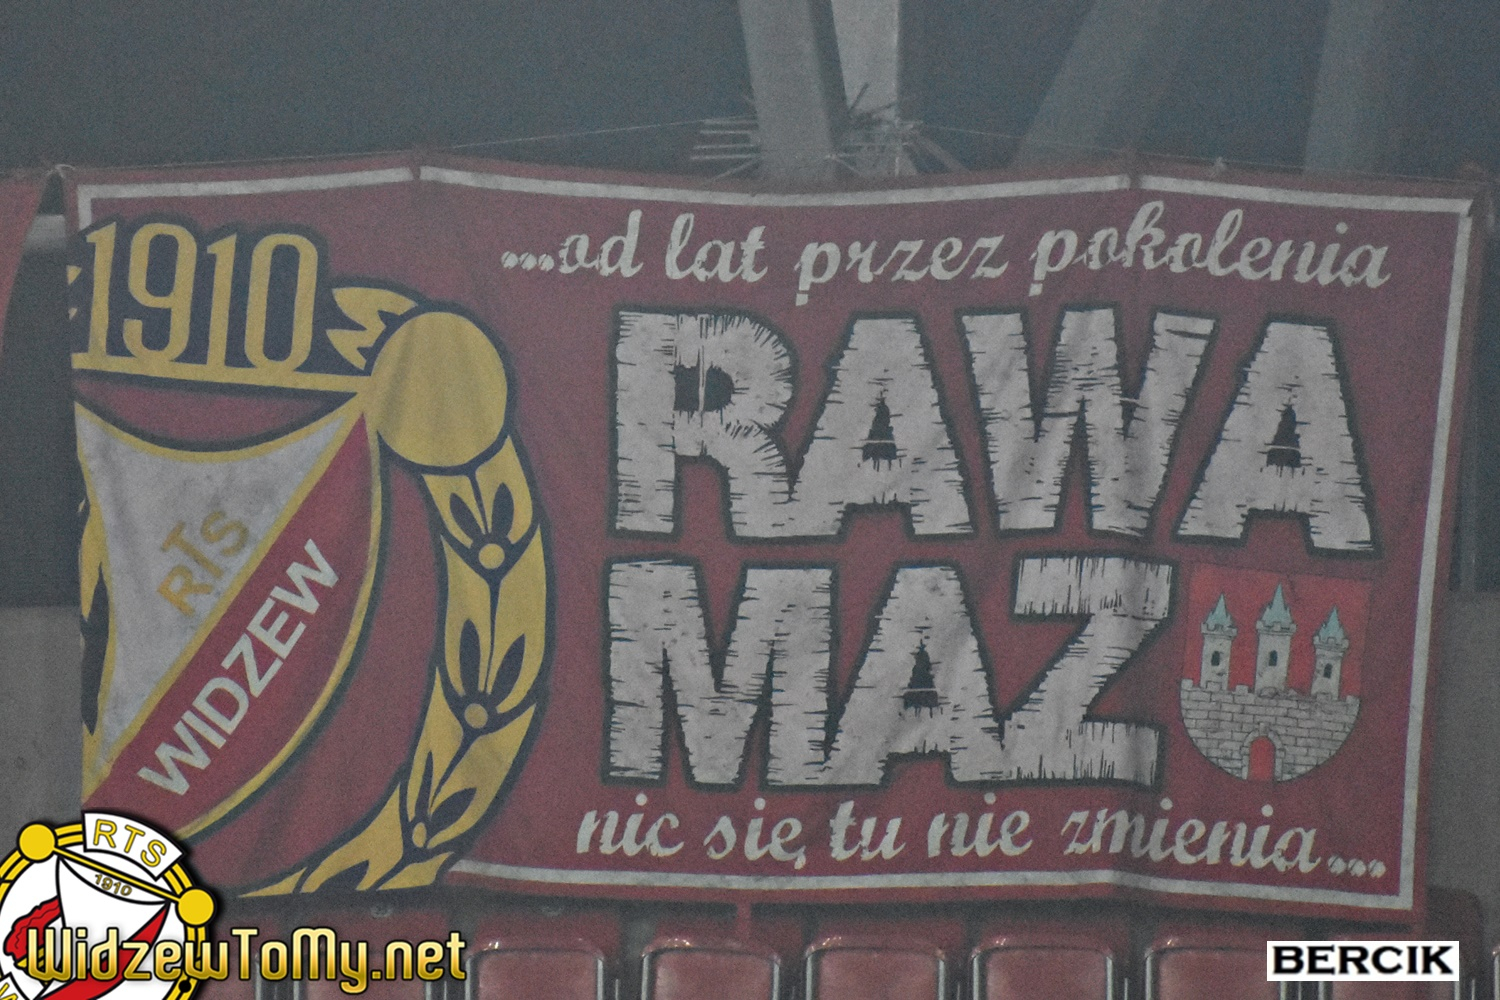 ...od lat przez pokolenia
1910
RAWA
MAZ
RTS
WIDZEW
nic się tu nie zmienia...
RTS
1910
WidzewToMy.net
BERCIK